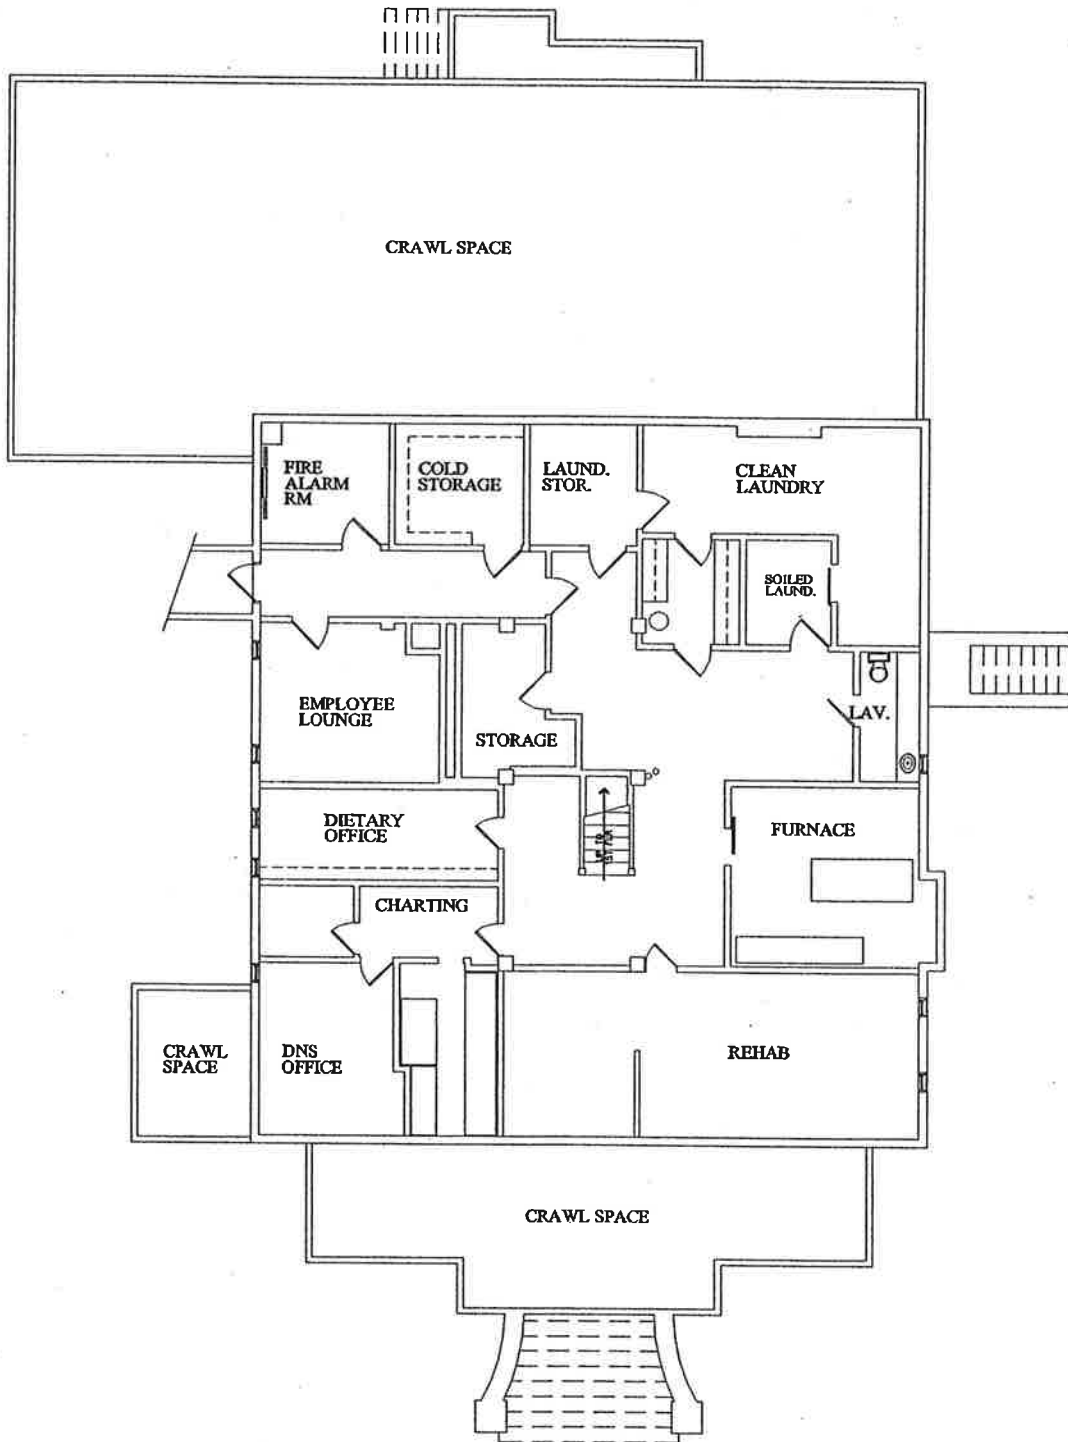 CRAWL SPACE
FIRE
ALARM
RM
COLD
STORAGE
LAUND.
STOR.
CLEAN
LAUNDRY
SOILED
LAUND.
EMPLOYEE
LOUNGE
STORAGE
LAV.
DIETARY
OFFICE
FURNACE
CHARTING
CRAWL
SPACE
DNS
OFFICE
REHAB
CRAWL SPACE